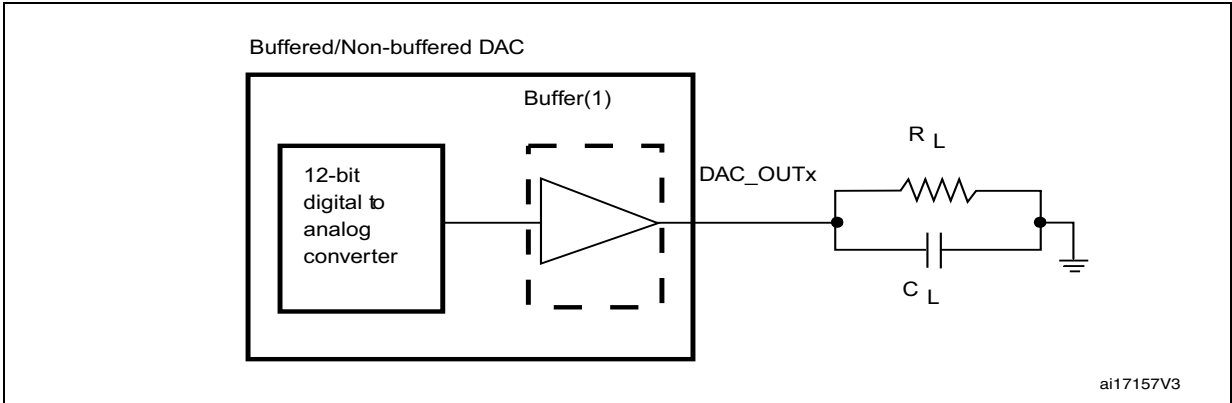 Buffered/Non-buffered DAC
Buffer(1)
12-bit
digital to
analog
converter
DAC_OUTx
R L
C L
ai17157V3